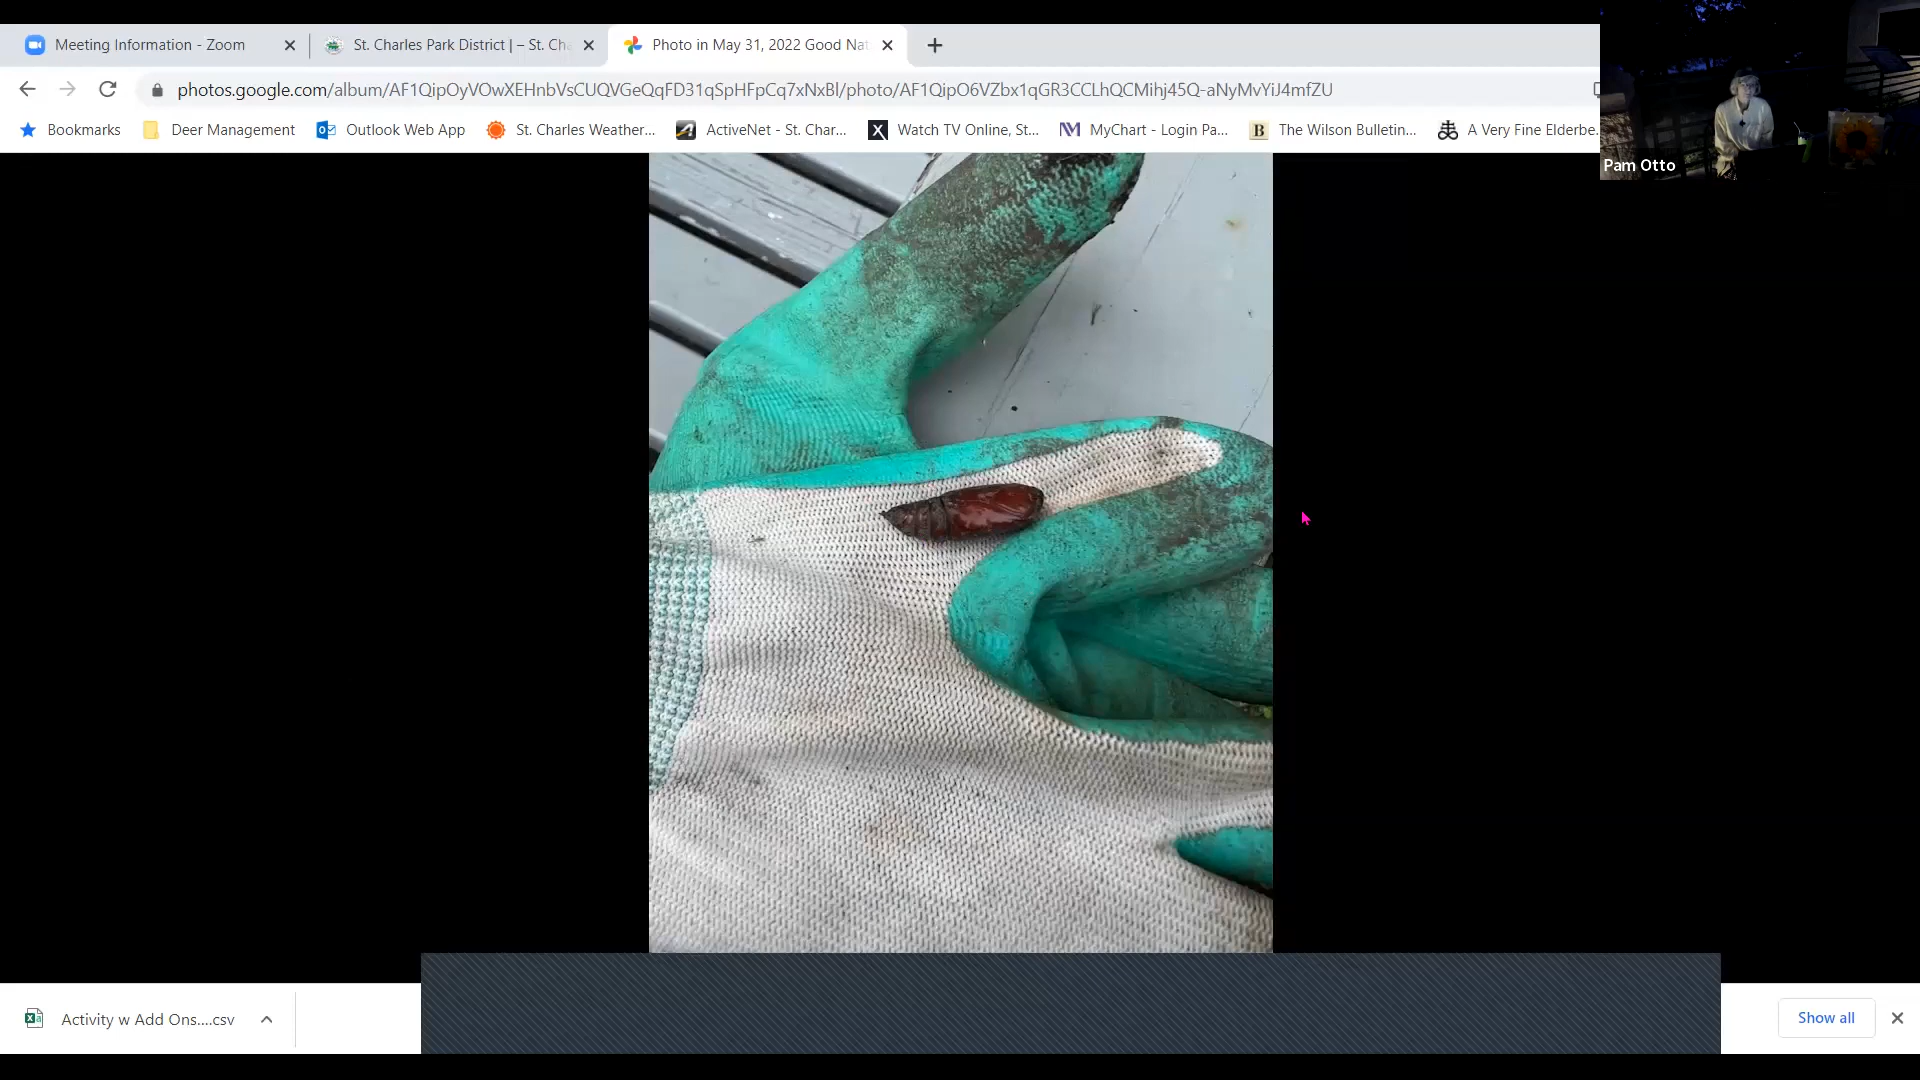 Meeting Information - Zoom
St. Charles Park District | – St. Ch
Photo in May 31, 2022 Good Nat
photos.google.com/album/AF1QipOyVOwXEHnbVsCUQVGeQqFD31qSpHFpCq7xNxBl/photo/AF1QipO6VZbx1qGR3CCLhQCMihj45Q-aNyMvYiJ4mfZU
Bookmarks
Deer Management
Outlook Web App
St. Charles Weather...
ActiveNet - St. Char...
Watch TV Online, St...
MyChart - Login Pa...
The Wilson Bulletin...
A Very Fine Elderbe...
Pam Otto
Activity w Add Ons....csv
Show all